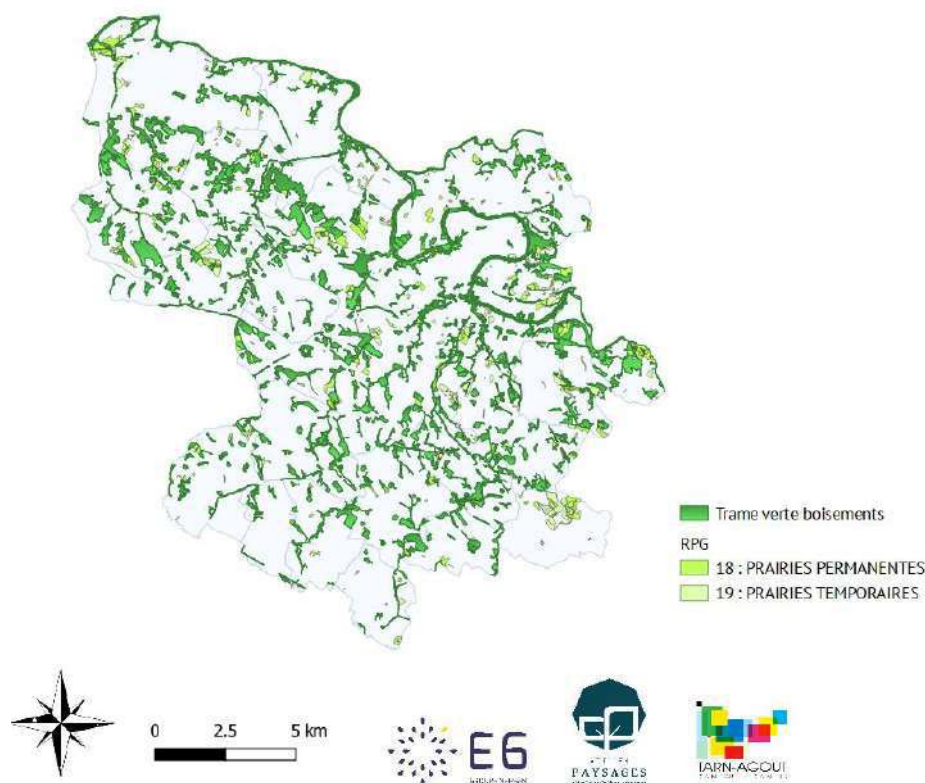 Trame verte boisements
RPG
18 : PRAIRIES PERMANENTES
19 : PRAIRIES TEMPORAIRES
0 2.5 5 km
E6
PAYSAGES
TARN-AGOUT